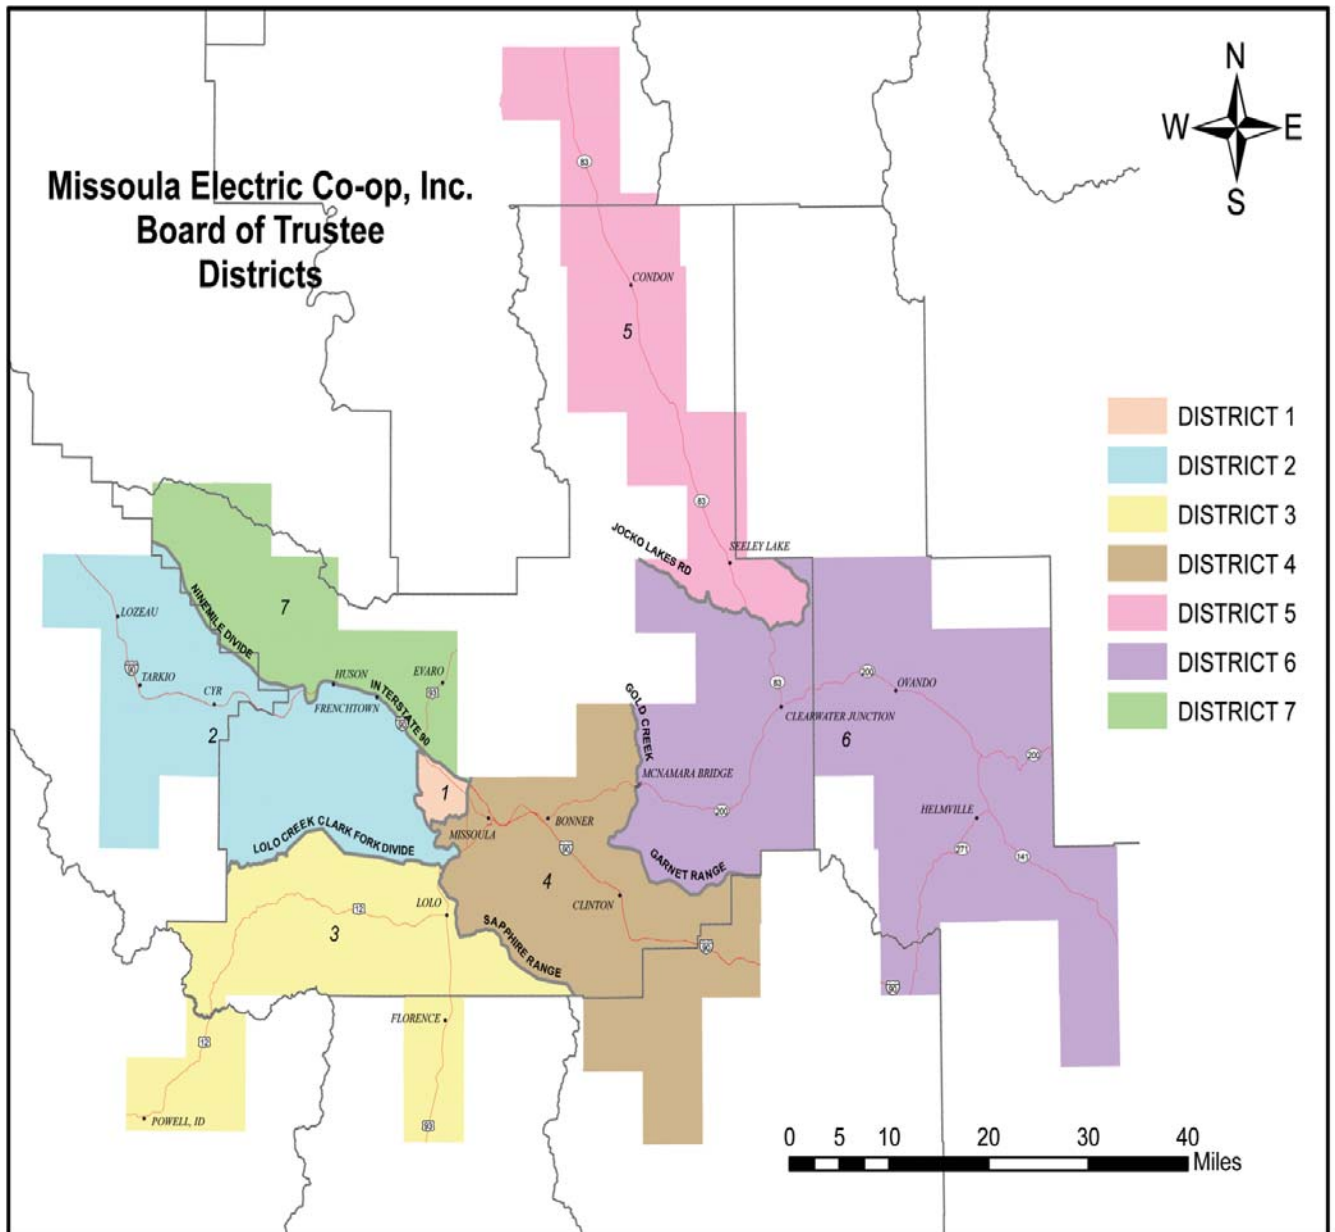 N
W E
S
Missoula Electric Co-op, Inc.
Board of Trustee
Districts
83
CONDON
5
DISTRICT 1
DISTRICT 2
DISTRICT 3
DISTRICT 4
DISTRICT 5
DISTRICT 6
DISTRICT 7
83
JOCKO LAKES RD
SEELEY LAKE
NINEMILE DIVIDE
7
LOZEAU
90
TARKIO
CYR
HUSON
EVARO
93
FRENCHTOWN
INTERSTATE 90
90
2
GOLD CREEK
83
200
OVANDO
CLEARWATER JUNCTION
6
200
MCNAMARA BRIDGE
200
1
MISSOULA
BONNER
HELMVILLE
271
141
LOLO CREEK CLARK FORK DIVIDE
90
GARNET RANGE
4
CLINTON
LOLO
12
3
SAPPHIRE RANGE
90
90
FLORENCE
12
POWELL, ID
93
0 5 10 20 30 40
Miles